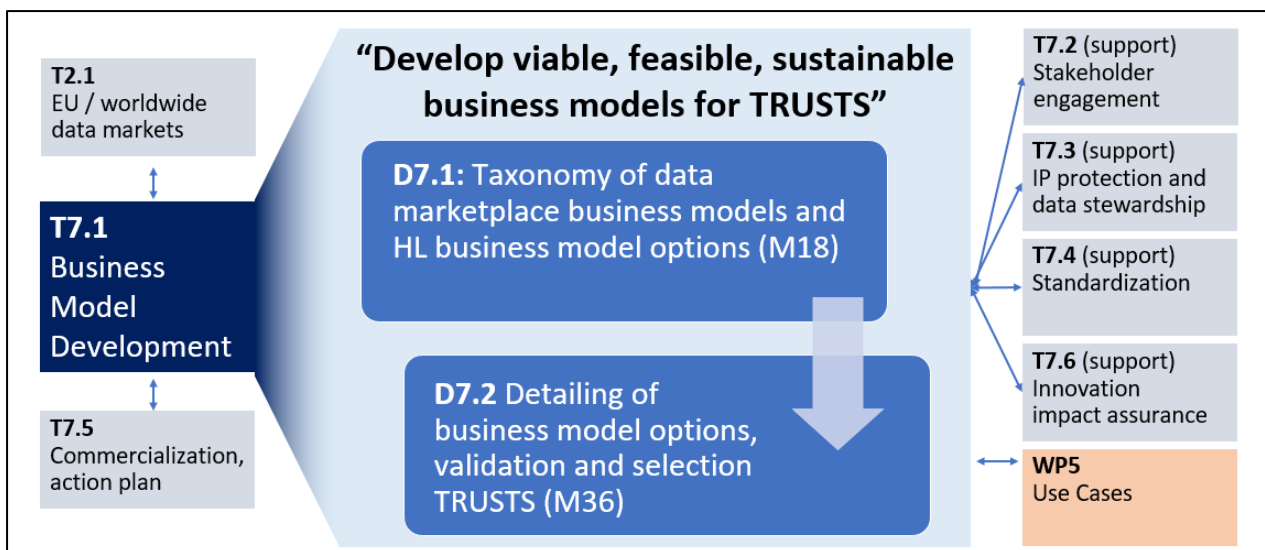 T2.1
EU / worldwide
data markets
T7.1
Business
Model
Development
T7.5
Commercialization,
action plan
“Develop viable, feasible, sustainable
business models for TRUSTS”
D7.1: Taxonomy of data
marketplace business models and
HL business model options (M18)
D7.2 Detailing of
business model options,
validation and selection
TRUSTS (M36)
T7.2 (support)
Stakeholder
engagement
T7.3 (support)
IP protection and
data stewardship
T7.4 (support)
Standardization
T7.6 (support)
Innovation
impact assurance
WP5
Use Cases